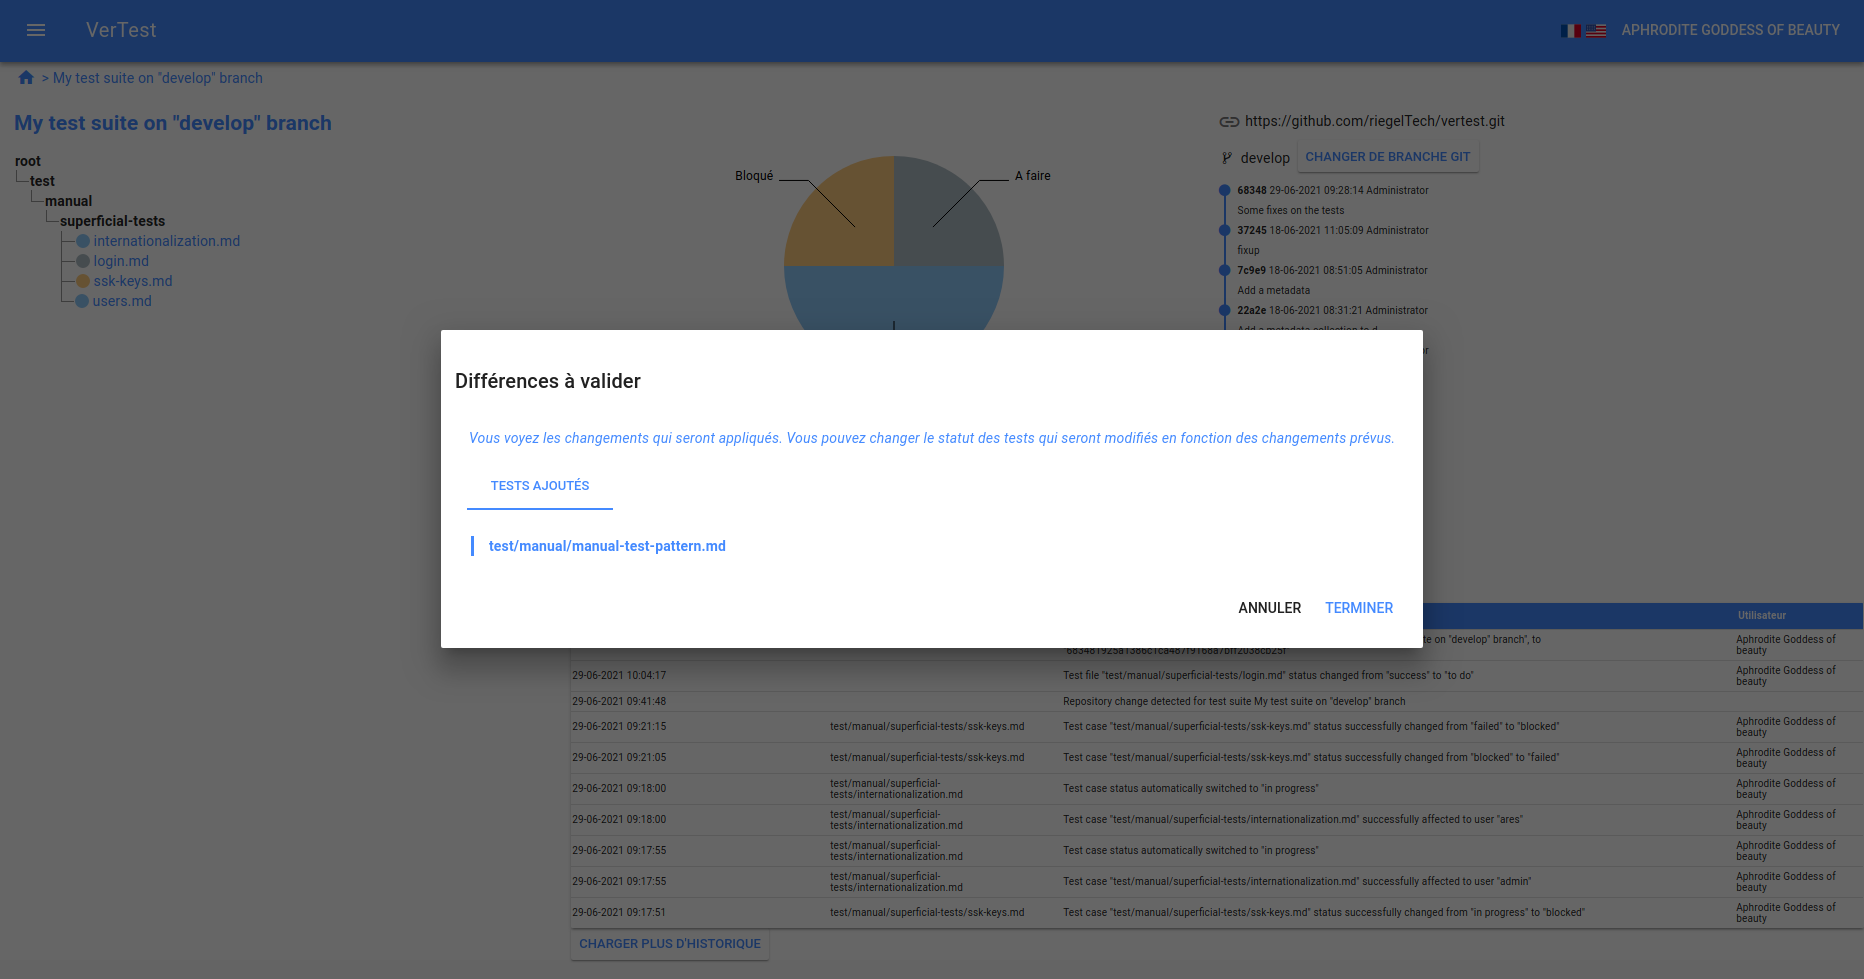 VerTest
APHRODITE GODDESS OF BEAUTY
> My test suite on "develop" branch
My test suite on "develop" branch
root
test
manual
superficial-tests
internationalization.md
login.md
ssk-keys.md
users.md
Bloqué
A faire
https://github.com/riegelTech/vertest.git
develop
CHANGER DE BRANCHE GIT
68348 29-06-2021 09:28:14 Administrator
Some fixes on the tests
37245 18-06-2021 11:05:09 Administrator
fixup
7c9e9 18-06-2021 08:51:05 Administrator
Add a metadata
22a2e 18-06-2021 08:31:21 Administrator
Add a metadata collection to d
or
Différences à valider
Vous voyez les changements qui seront appliqués. Vous pouvez changer le statut des tests qui seront modifiés en fonction des changements prévus.
TESTS AJOUTÉS
test/manual/manual-test-pattern.md
ANNULER
TERMINER
Utilisateur
te on "develop" branch", to
Aphrodite Goddess of
beauty
29-06-2021 10:04:17
Test file "test/manual/superficial-tests/login.md" status changed from "success" to "to do"
Aphrodite Goddess of
beauty
29-06-2021 09:41:48
Repository change detected for test suite My test suite on "develop" branch
29-06-2021 09:21:15
test/manual/superficial-tests/ssk-keys.md
Test case "test/manual/superficial-tests/ssk-keys.md" status successfully changed from "failed" to "blocked"
Aphrodite Goddess of
beauty
29-06-2021 09:21:05
test/manual/superficial-tests/ssk-keys.md
Test case "test/manual/superficial-tests/ssk-keys.md" status successfully changed from "blocked" to "failed"
Aphrodite Goddess of
beauty
29-06-2021 09:18:00
test/manual/superficial-
tests/internationalization.md
Test case status automatically switched to "in progress"
Aphrodite Goddess of
beauty
29-06-2021 09:18:00
test/manual/superficial-
tests/internationalization.md
Test case "test/manual/superficial-tests/internationalization.md" successfully affected to user "ares"
Aphrodite Goddess of
beauty
29-06-2021 09:17:55
test/manual/superficial-
tests/internationalization.md
Test case status automatically switched to "in progress"
Aphrodite Goddess of
beauty
29-06-2021 09:17:55
test/manual/superficial-
tests/internationalization.md
Test case "test/manual/superficial-tests/internationalization.md" successfully affected to user "admin"
Aphrodite Goddess of
beauty
29-06-2021 09:17:51
test/manual/superficial-tests/ssk-keys.md
Test case "test/manual/superficial-tests/ssk-keys.md" status successfully changed from "in progress" to "blocked"
Aphrodite Goddess of
beauty
CHARGER PLUS D'HISTORIQUE